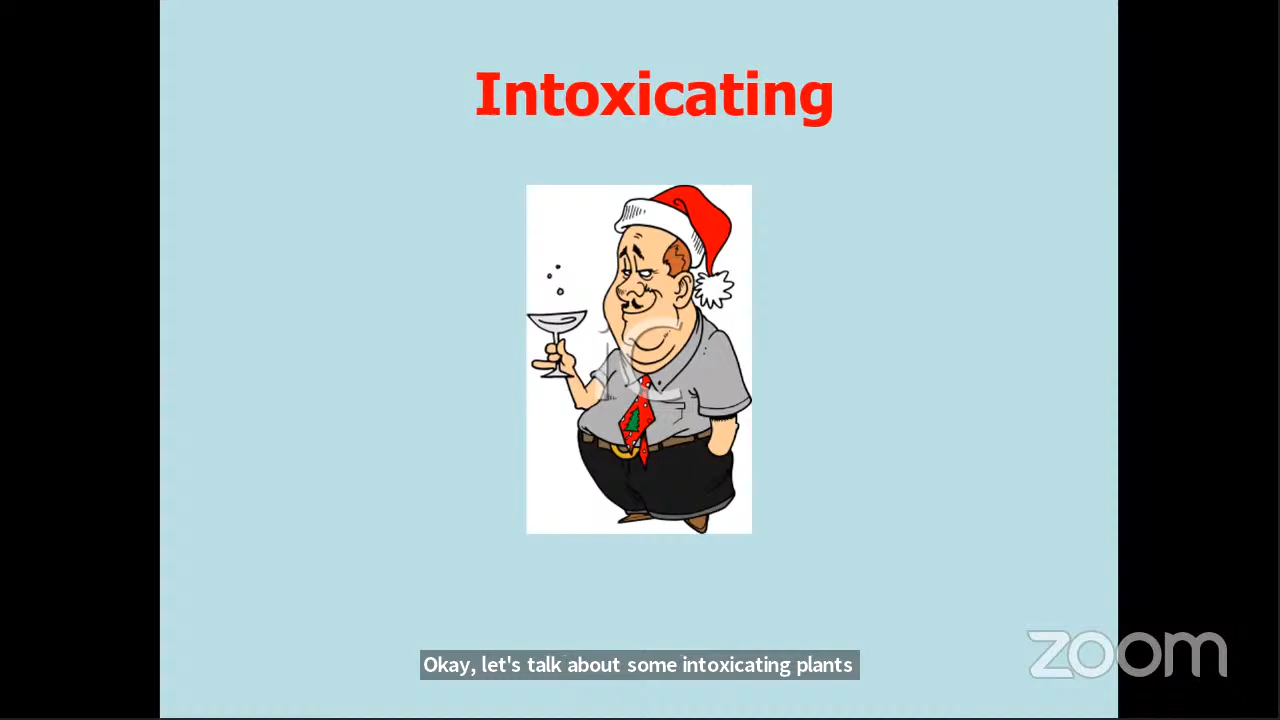 Intoxicating
Okay, let's talk about some intoxicating plants
zoom